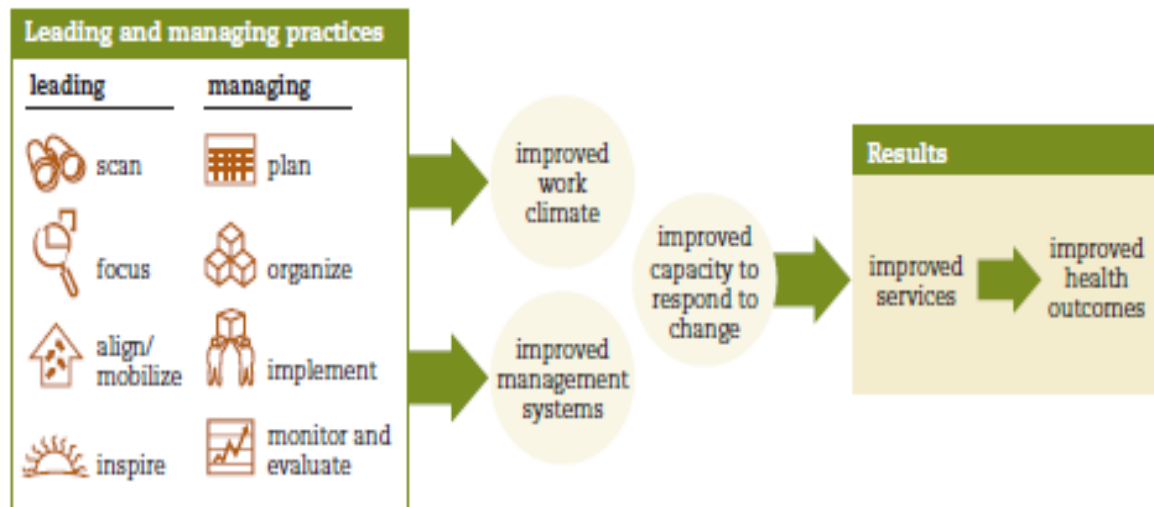 Leading and managing practices
leading
managing
scan
plan
focus
organize
align/
mobilize
implement
inspire
monitor and
evaluate
improved
work
climate
improved
management
systems
improved
capacity to
respond to
change
Results
improved
services
improved
health
outcomes